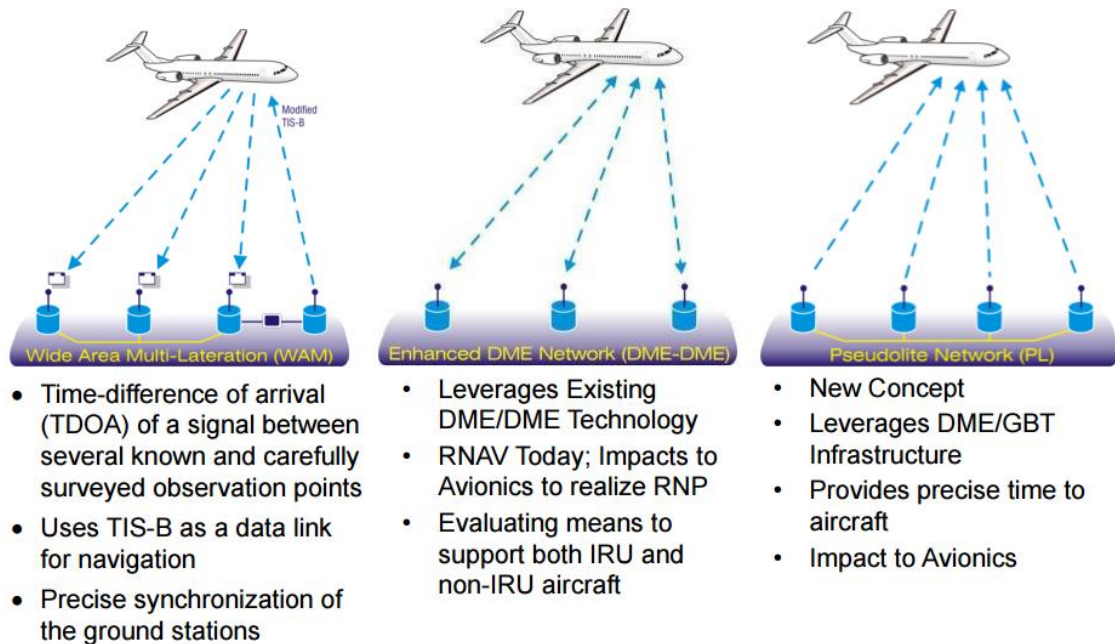 Modified
TIS-B
Wide Area Multi-Lateration (WAM)
• Time-difference of arrival
(TDOA) of a signal between
several known and carefully
surveyed observation points
• Uses TIS-B as a data link
for navigation
• Precise synchronization of
the ground stations
Enhanced DME Network (DME-DME)
• Leverages Existing
DME/DME Technology
• RNAV Today; Impacts to
Avionics to realize RNP
• Evaluating means to
support both IRU and
non-IRU aircraft
Pseudolite Network (PL)
• New Concept
• Leverages DME/GBT
Infrastructure
• Provides precise time to
aircraft
• Impact to Avionics